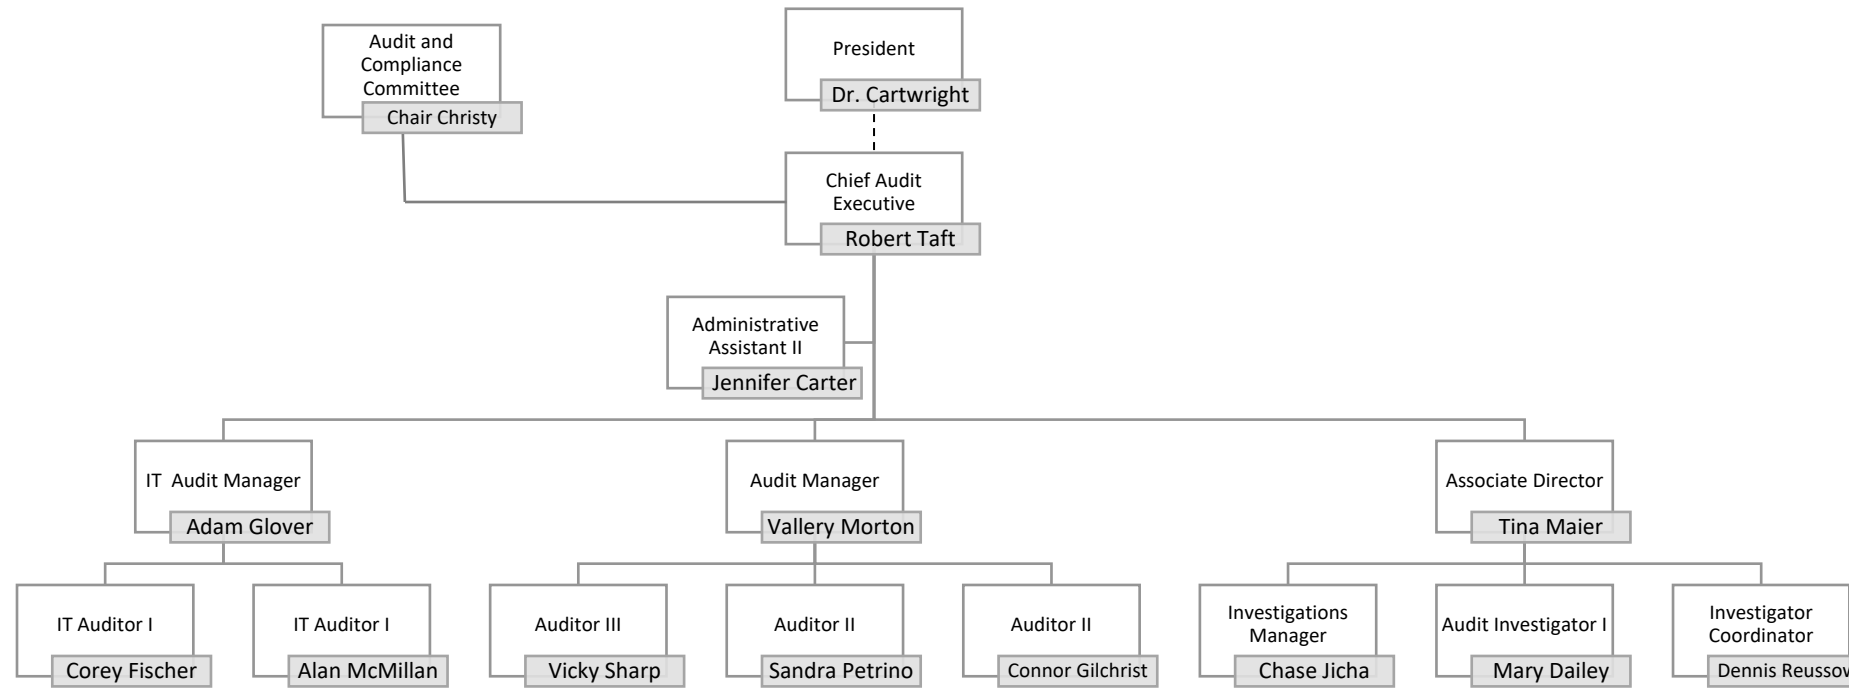 Audit and
Compliance
Committee
Chair Christy
President
Dr. Cartwright
Chief Audit
Executive
Robert Taft
Administrative
Assistant II
Jennifer Carter
IT  Audit Manager
Adam Glover
Audit Manager
Vallery Morton
Associate Director
Tina Maier
IT Auditor I
Corey Fischer
IT Auditor I
Alan McMillan
Auditor III
Vicky Sharp
Auditor II
Sandra Petrino
Auditor II
Connor Gilchrist
Investigations
Manager
Chase Jicha
Audit Investigator I
Mary Dailey
Investigator
Coordinator
Dennis